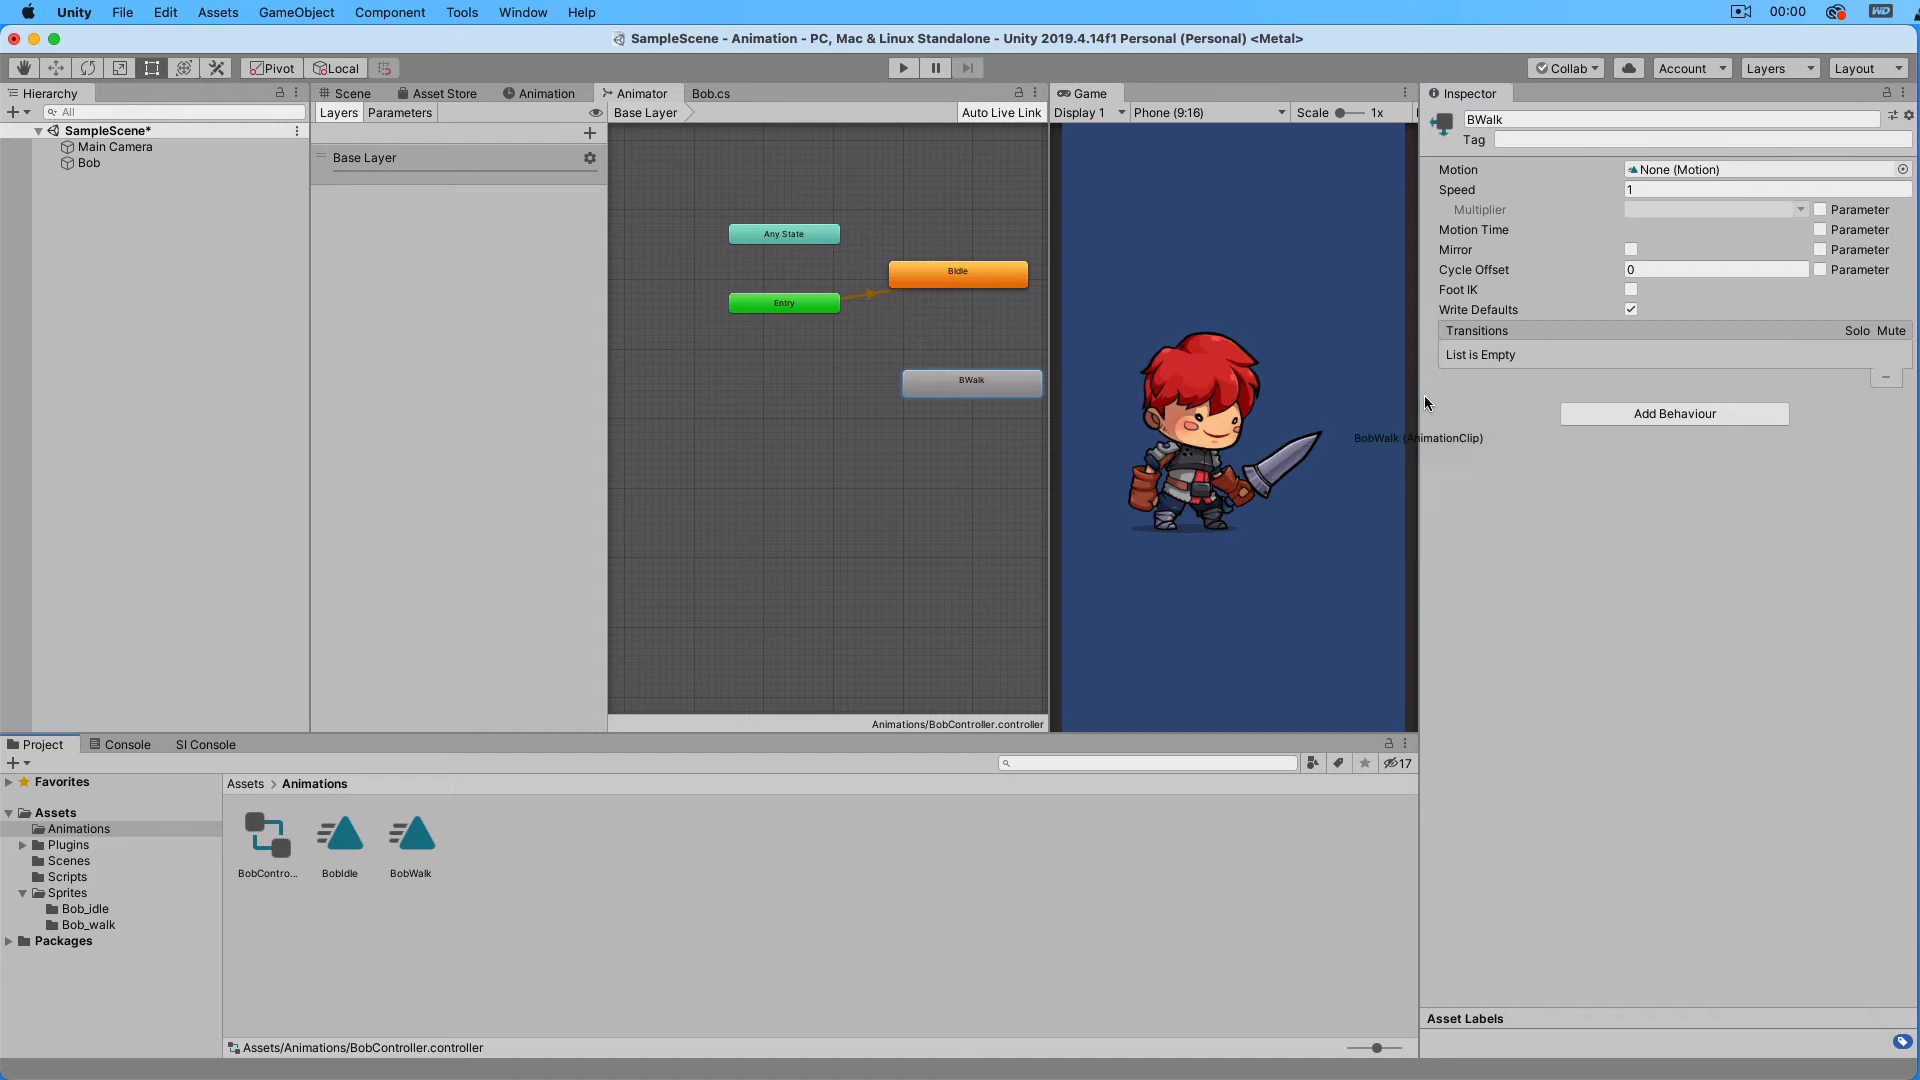 Unity File Edit Assets GameObject Component Tools Window Help 00:00
SampleScene - Animation - PC, Mac & Linux Standalone - Unity 2019.4.14f1 Personal (Personal) <Metal>
Pivot Local Collab Account Layers Layout
Hierarchy
All
SampleScene*
Main Camera
Bob
Scene Asset Store Animation Animator Bob.cs
Layers Parameters
Base Layer
Base Layer Auto Live Link
Any State
BIdle
Entry
BWalk
Animations/BobController.controller
Game
Display 1 Phone (9:16) Scale 1x
BobWalk (AnimationClip)
Inspector
BWalk
Tag
Motion None (Motion)
Speed 1
Multiplier Parameter
Motion Time Parameter
Mirror Parameter
Cycle Offset 0 Parameter
Foot IK
Write Defaults
Transitions Solo Mute
List is Empty
Add Behaviour
Asset Labels
Project Console SI Console
17
Favorites
Assets
Animations
Plugins
Scenes
Scripts
Sprites
Bob_idle
Bob_walk
Packages
Assets > Animations
BobContro... BobIdle BobWalk
Assets/Animations/BobController.controller